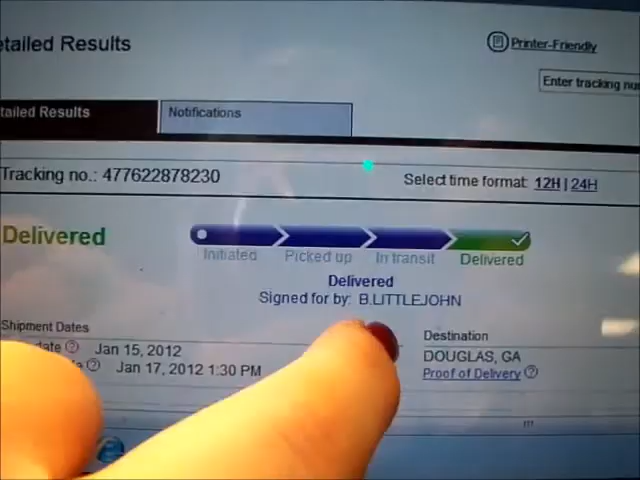 etailed Results
Printer-Friendly
Enter tracking nu
tailed Results
Notifications
Tracking no.: 477622878230
Select time format: 12H | 24H
Delivered
Initiated
Picked up
In transit
Delivered
Delivered
Signed for by: B.LITTLEJOHN
Shipment Dates
Destination
date Jan 15, 2012
DOUGLAS, GA
Jan 17, 2012 1:30 PM
Proof of Delivery